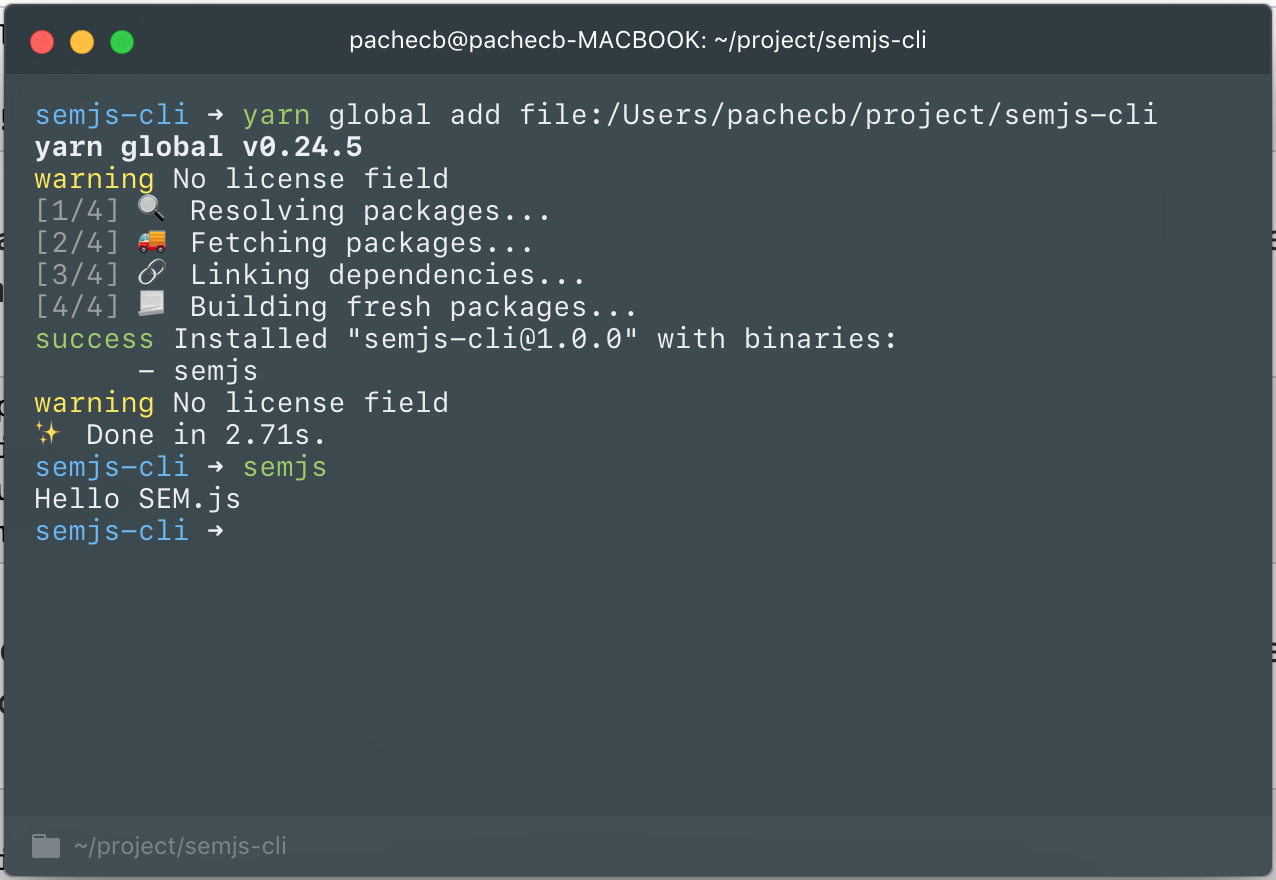 pachecb@pachecb-MACBOOK: ~/project/semjs-cli
semjs-cli ➜ yarn global add file:/Users/pachecb/project/semjs-cli
yarn global v0.24.5
warning No license field
[1/4] 🔍 Resolving packages...
[2/4] 🚚 Fetching packages...
[3/4] 🔗 Linking dependencies...
[4/4] 📃 Building fresh packages...
success Installed "semjs-cli@1.0.0" with binaries:
      - semjs
warning No license field
✨ Done in 2.71s.
semjs-cli ➜ semjs
Hello SEM.js
semjs-cli ➜
~/project/semjs-cli